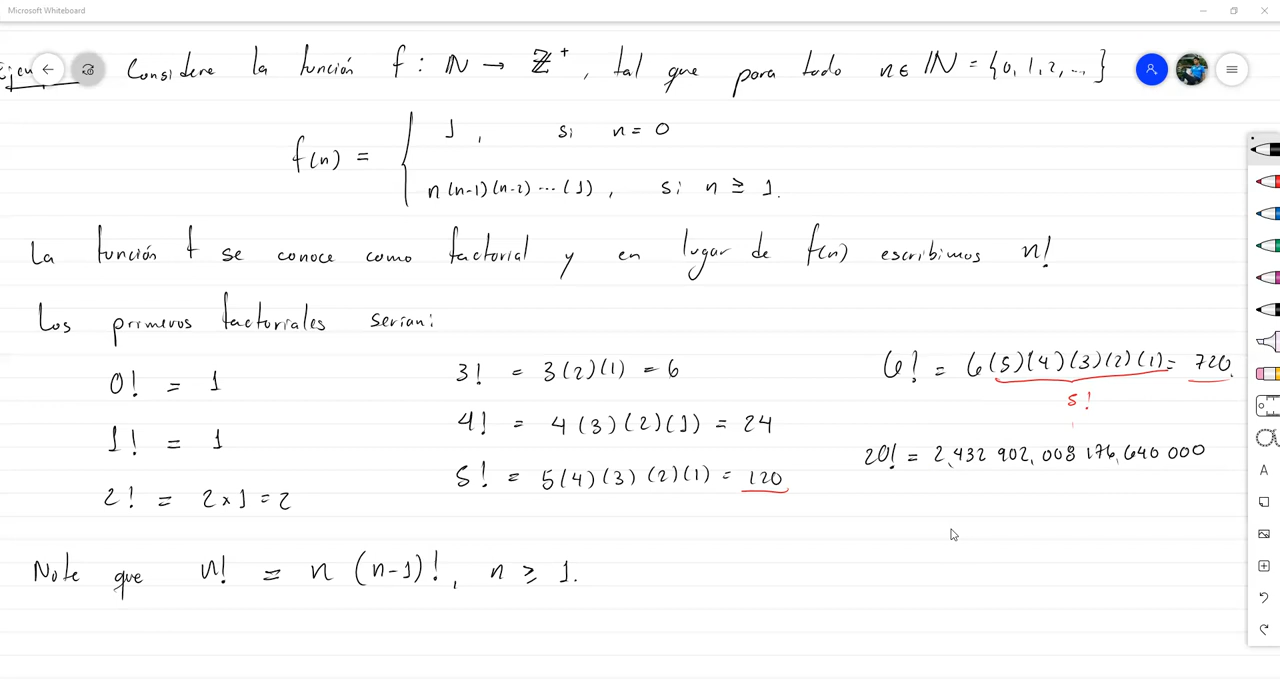 Microsoft Whiteboard
Considere la función f : ℕ → ℤ⁺, tal que para todo n∈ ℕ = {0, 1, 2, ...}
f(n) = { 1 , si n = 0
n(n-1)(n-2) ... (1) , si n ≥ 1.
La función f se conoce como factorial y en lugar de f(n) escribimos n!
Los primeros factoriales serían:
0! = 1
1! = 1
2! = 2 x 1 = 2
3! = 3(2)(1) = 6
4! = 4(3)(2)(1) = 24
5! = 5(4)(3)(2)(1) = 120
6! = 6(5)(4)(3)(2)(1) = 720.
5!
20! = 2,432 902,008 176,640 000
Note que n! = n (n-1)!, n ≥ 1.
A